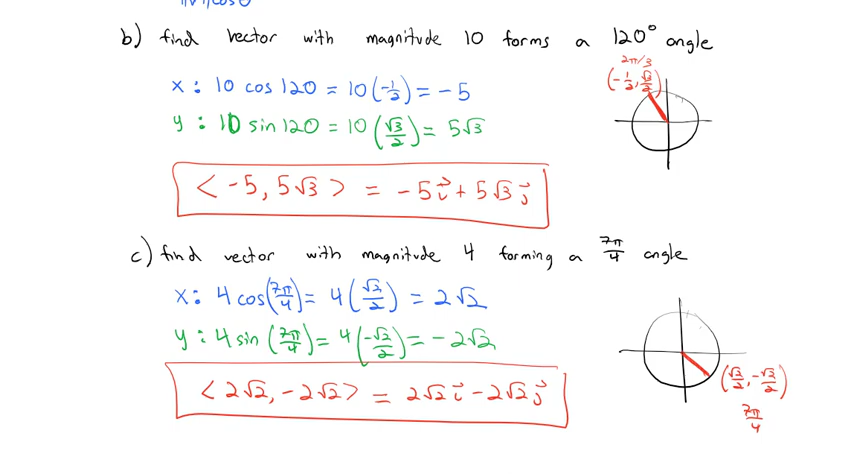 b) find vector with magnitude 10 forms a 120° angle
2π/3
(-1/2, √3/2)
x: 10 cos 120 = 10(-1/2) = -5
y: 10 sin 120 = 10(√3/2) = 5√3
< -5, 5√3 > = -5i⃗ + 5√3j⃗
c) find vector with magnitude 4 forming a 7π/4 angle
x: 4 cos(7π/4) = 4(√2/2) = 2√2
y: 4 sin(7π/4) = 4(-√2/2) = -2√2
(√3/2, -√3/2)
7π/4
< 2√2, -2√2 > = 2√2i⃗ - 2√2j⃗